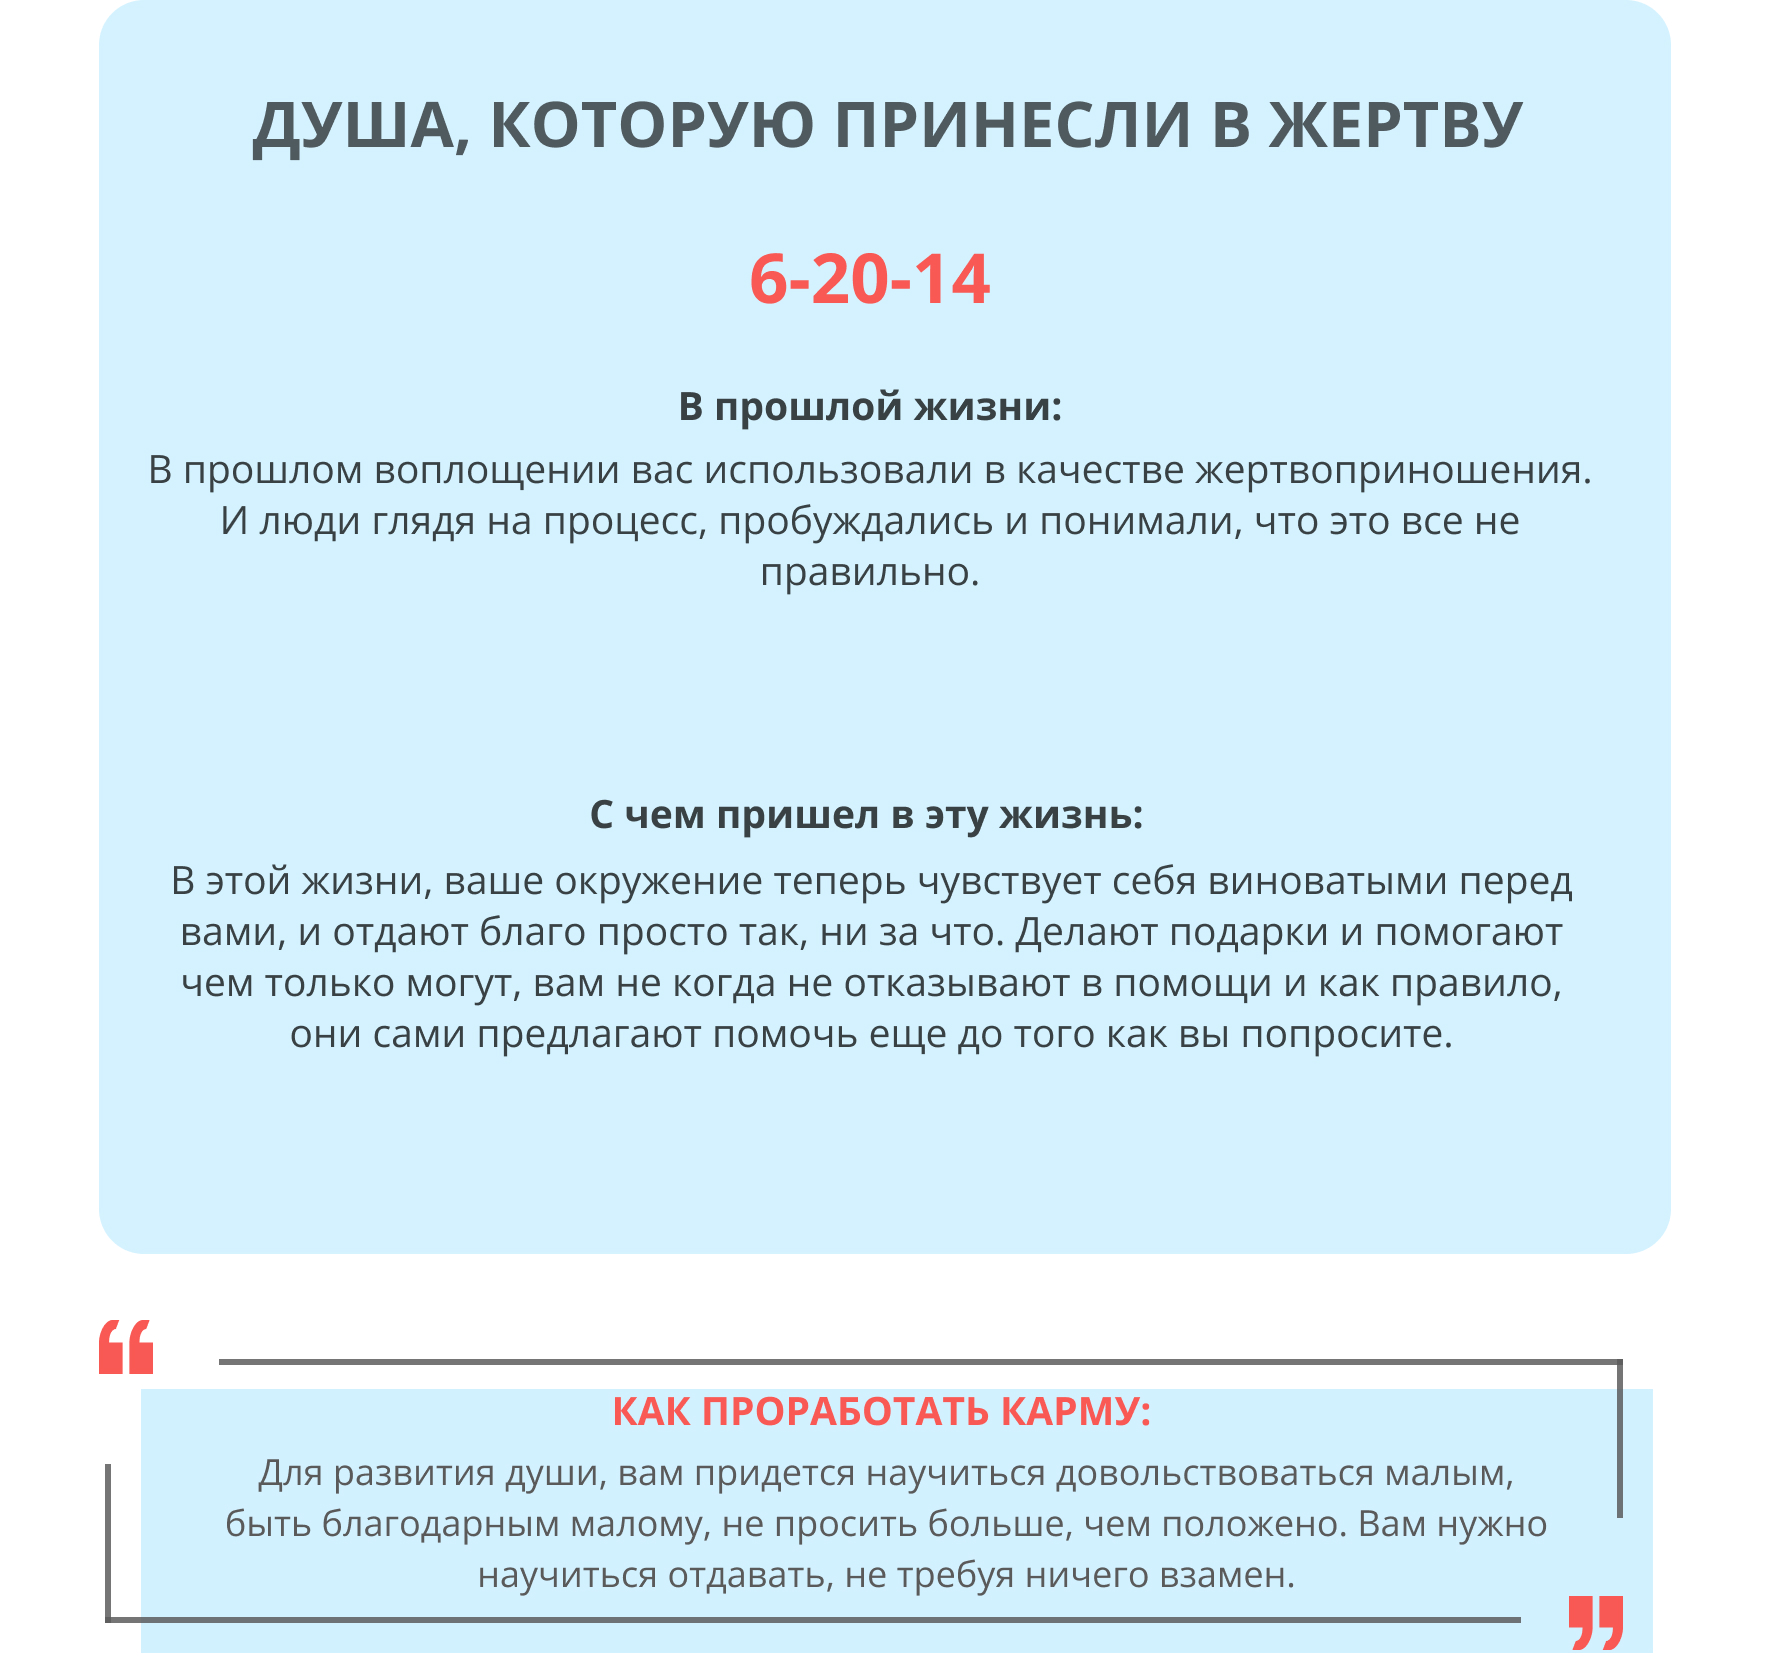 ДУША, КОТОРУЮ ПРИНЕСЛИ В ЖЕРТВУ
6-20-14
В прошлой жизни:
В прошлом воплощении вас использовали в качестве жертвоприношения.
И люди глядя на процесс, пробуждались и понимали, что это все не
правильно.
С чем пришел в эту жизнь:
В этой жизни, ваше окружение теперь чувствует себя виноватыми перед
вами, и отдают благо просто так, ни за что. Делают подарки и помогают
чем только могут, вам не когда не отказывают в помощи и как правило,
они сами предлагают помочь еще до того как вы попросите.
КАК ПРОРАБОТАТЬ КАРМУ:
Для развития души, вам придется научиться довольствоваться малым,
быть благодарным малому, не просить больше, чем положено. Вам нужно
научиться отдавать, не требуя ничего взамен.